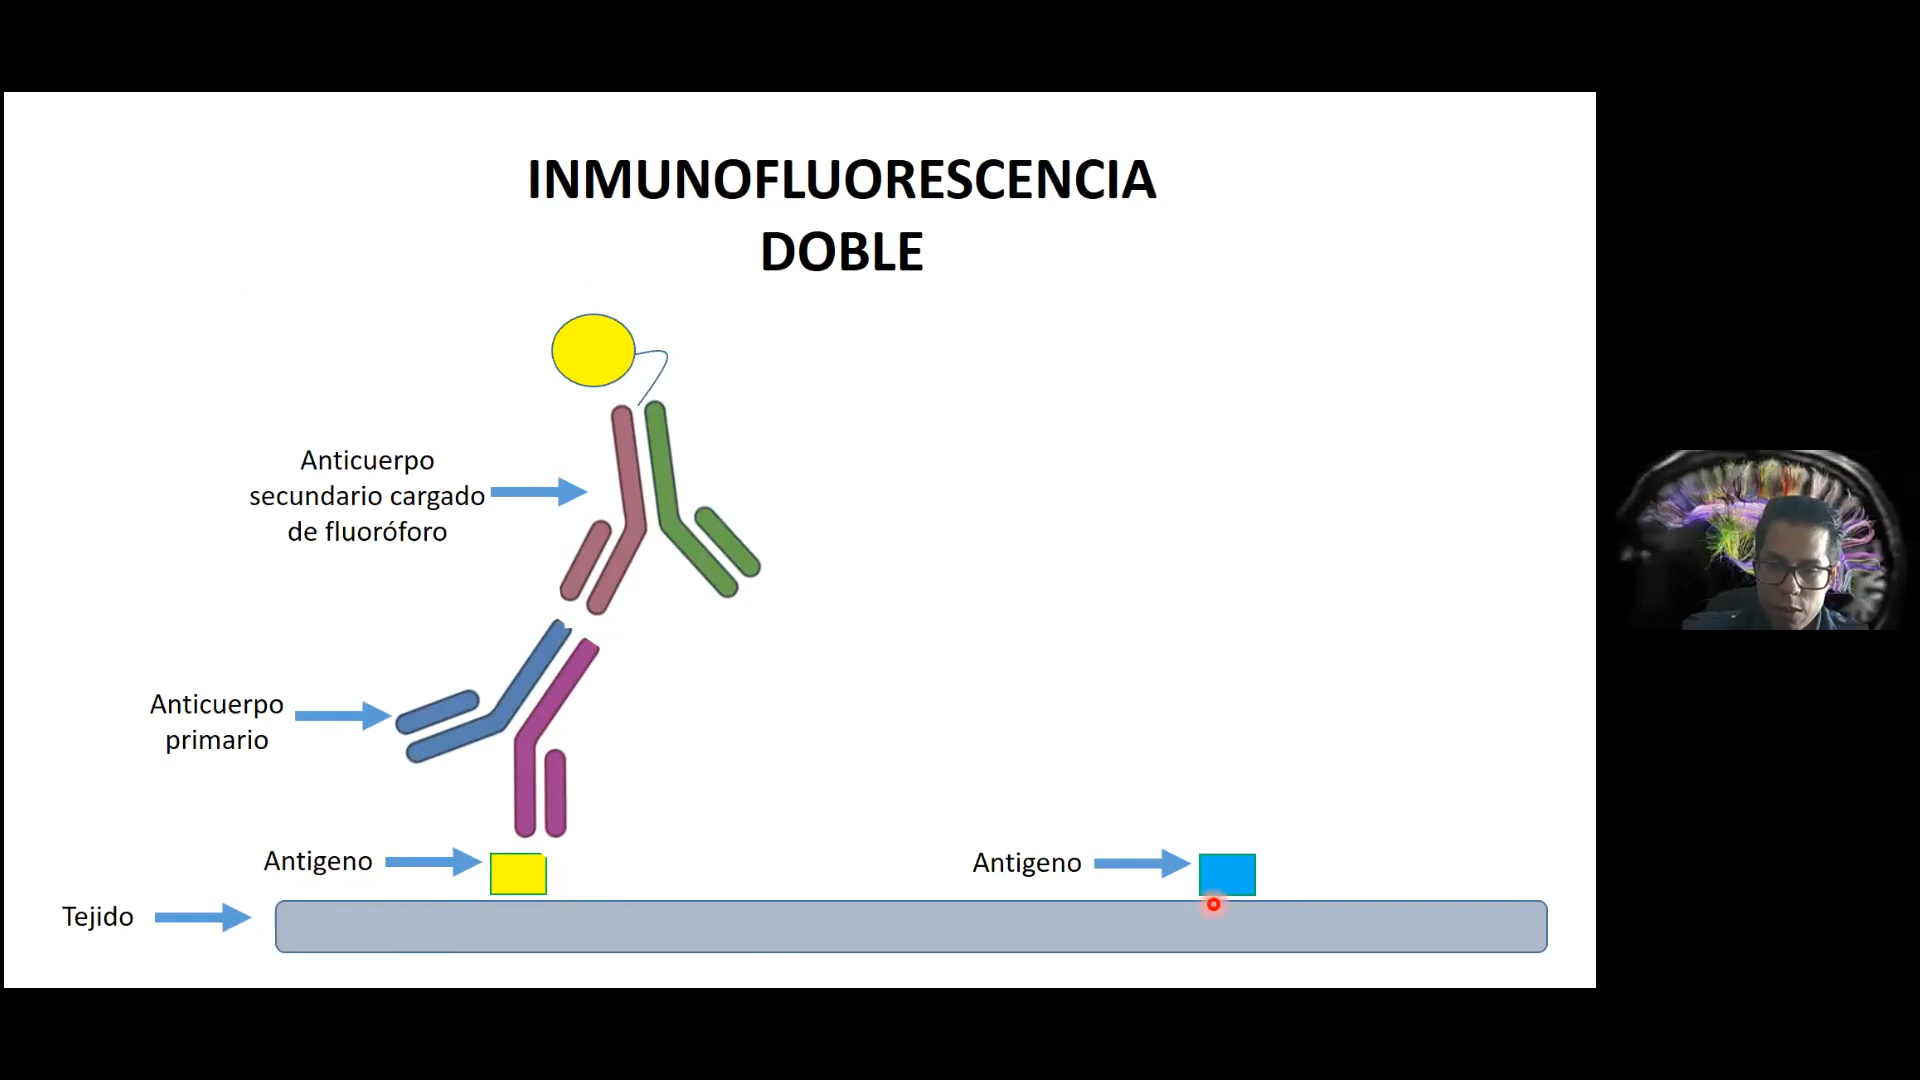 INMUNOFLUORESCENCIA
DOBLE
Anticuerpo
secundario cargado
de fluoróforo
Anticuerpo
primario
Antigeno
Antigeno
Tejido